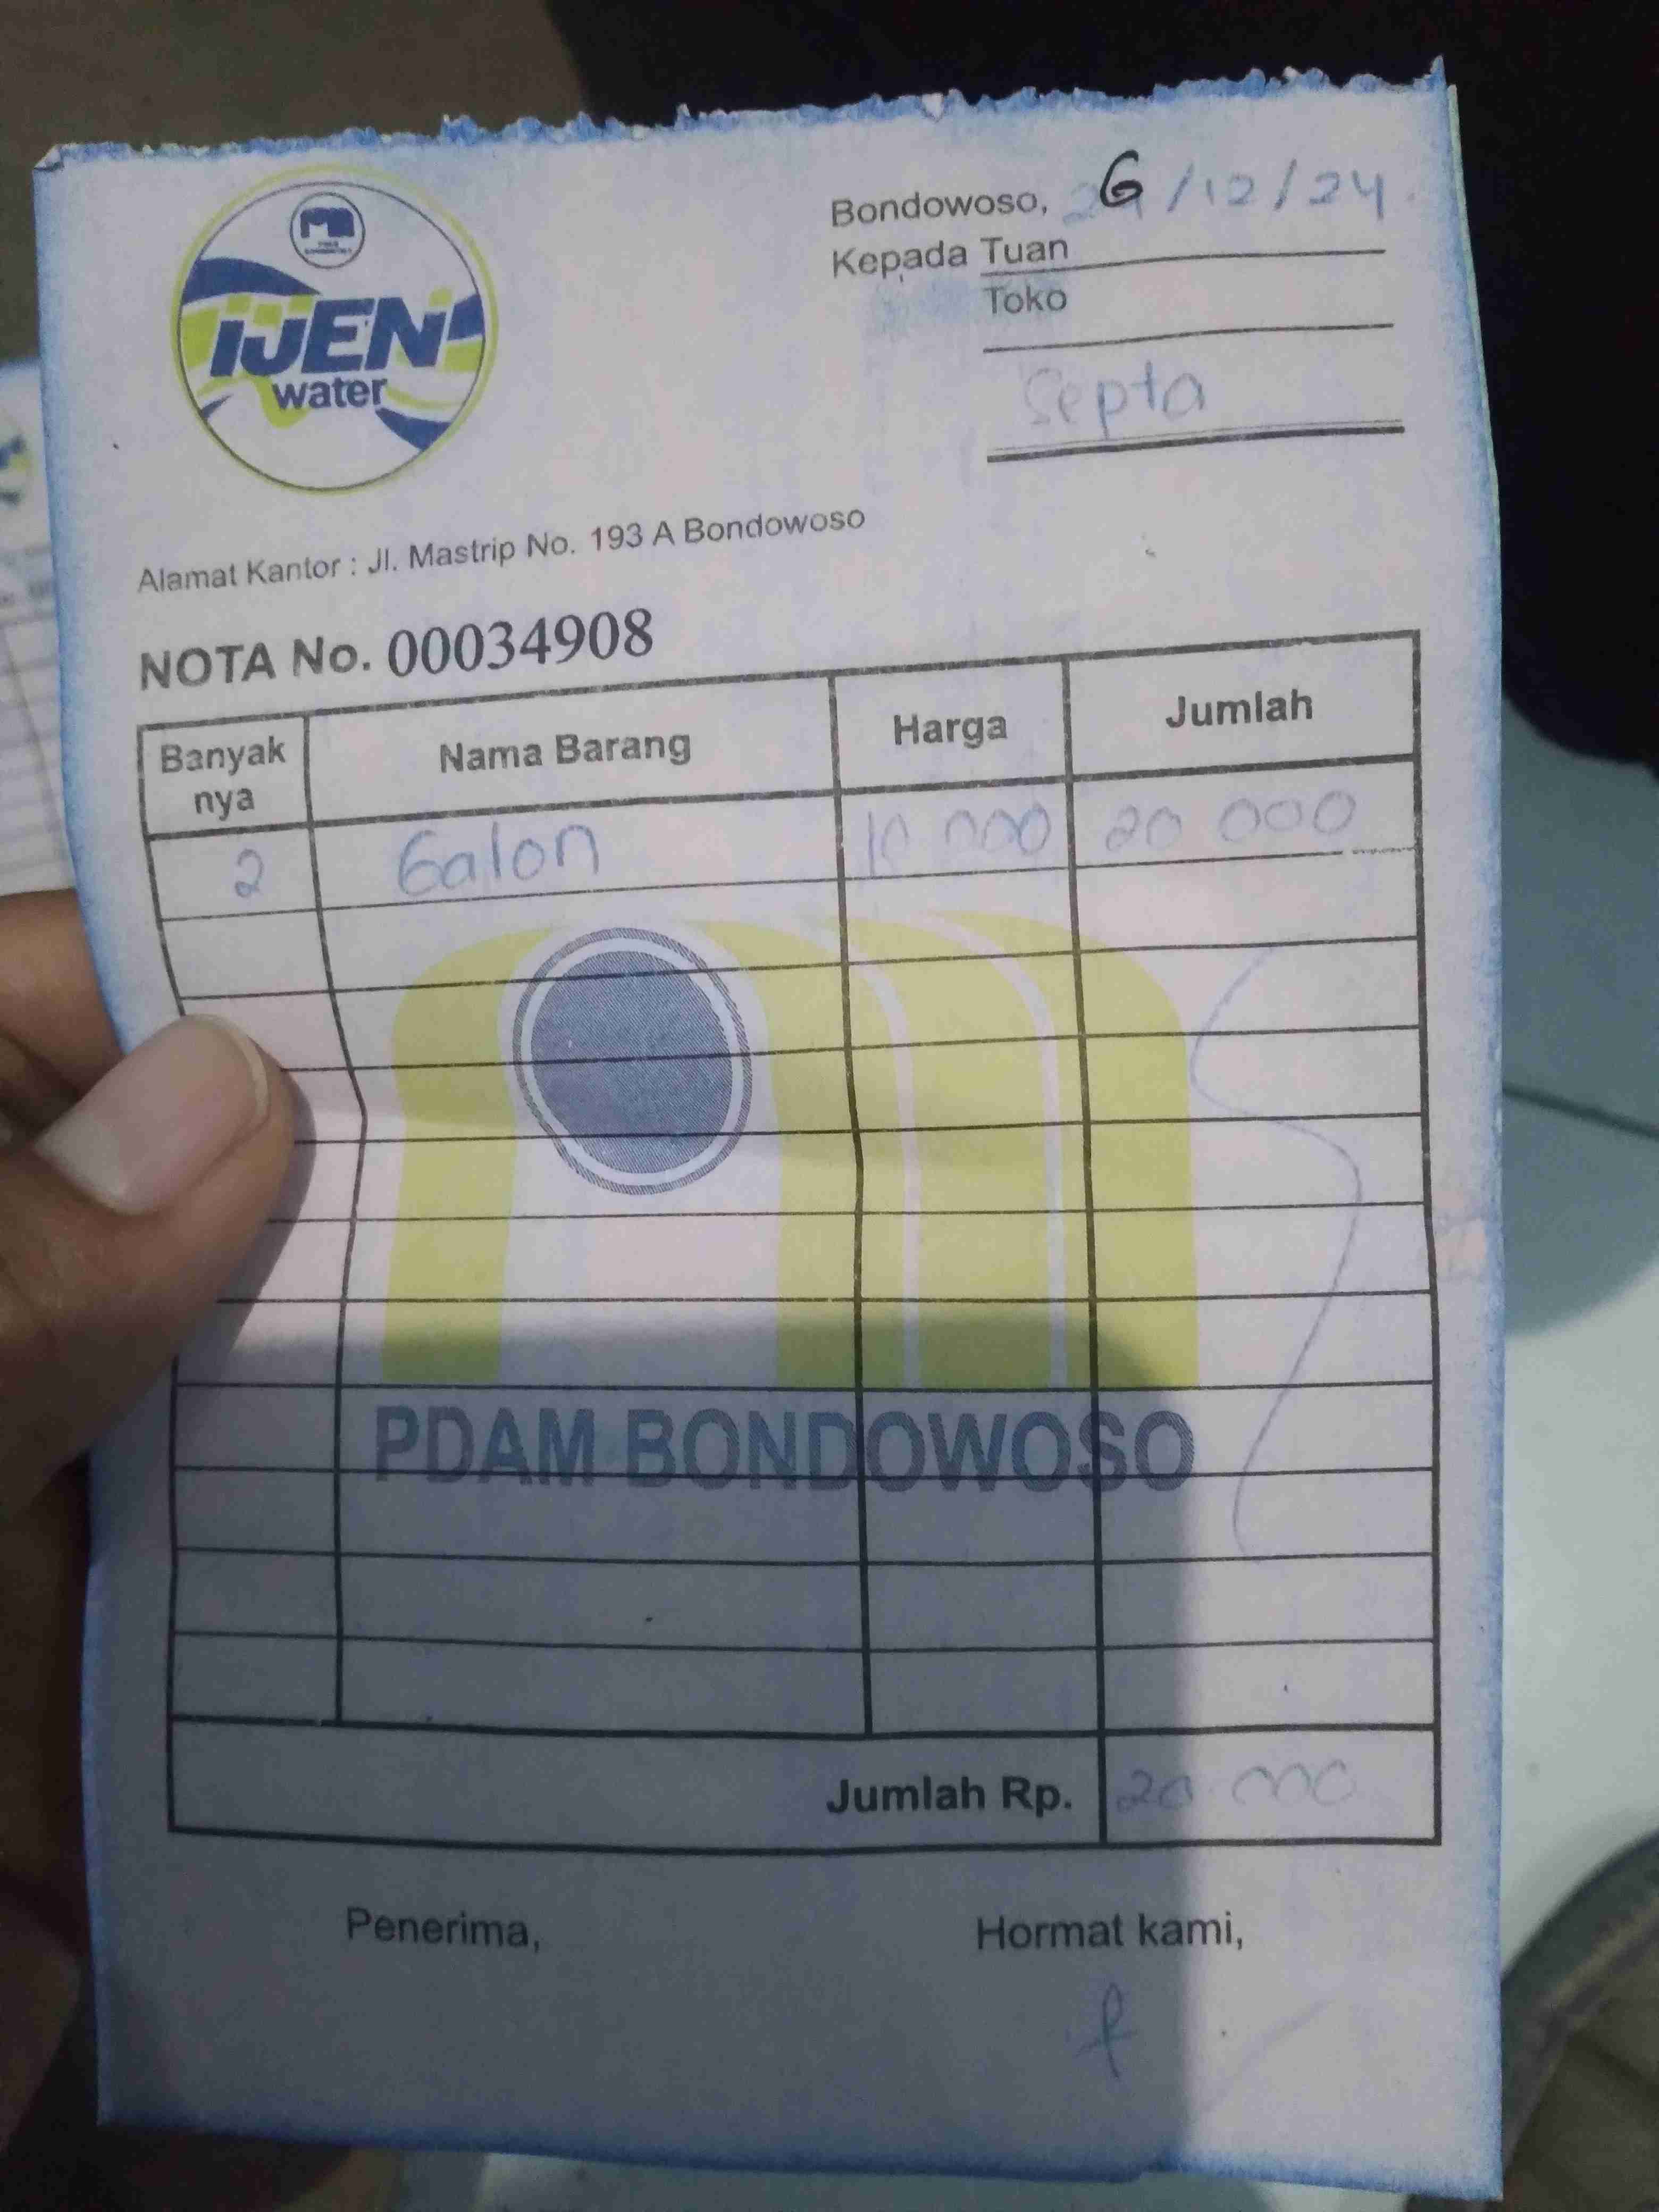 IJEN
water
Bondowoso, 6/12/24
Kepada Tuan
Toko
Septa
Alamat Kantor : Jl. Mastrip No. 193 A Bondowoso
NOTA No. 00034908
Banyak nya Nama Barang Harga Jumlah
2 Galon 10 000 20 000
PDAM BONDOWOSO
Jumlah Rp. 20 000
Penerima, Hormat kami,